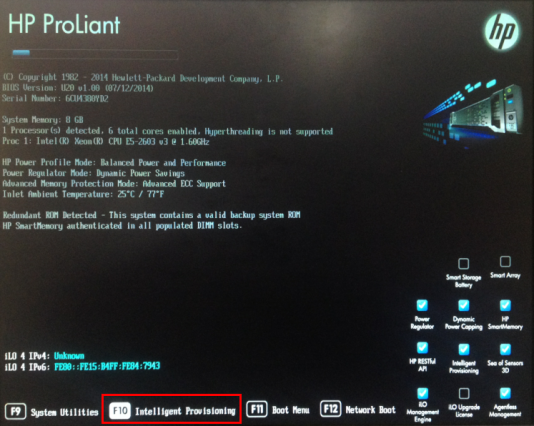 HP ProLiant
hp
(C) Copyright 1982 - 2014 Hewlett-Packard Development Company, L.P.
BIOS Version: U20 v1.00 (07/12/2014)
Serial Number: 6CU4380YD2
System Memory: 8 GB
1 Processor(s) detected, 6 total cores enabled, Hyperthreading is not supported
Proc 1: Intel(R) Xeon(R) CPU E5-2603 v3 @ 1.60GHz
HP Power Profile Mode: Balanced Power and Performance
Power Regulator Mode: Dynamic Power Savings
Advanced Memory Protection Mode: Advanced ECC Support
Inlet Ambient Temperature: 25°C / 77°F
Redundant ROM Detected - This system contains a valid backup system ROM
HP SmartMemory authenticated in all populated DIMM slots.
Smart Storage
Battery
Smart Array
Power
Regulator
Dynamic
Power Capping
HP
SmartMemory
HP RESTful
API
Intelligent
Provisioning
Sea of Sensors
3D
iLO
Management
Engine
iLO Upgrade
License
Agentless
Management
iLO 4 IPv4: Unknown
iLO 4 IPv6: FE80::FE15:B4FF:FE84:7943
F9 System Utilities
F10 Intelligent Provisioning
F11 Boot Menu
F12 Network Boot